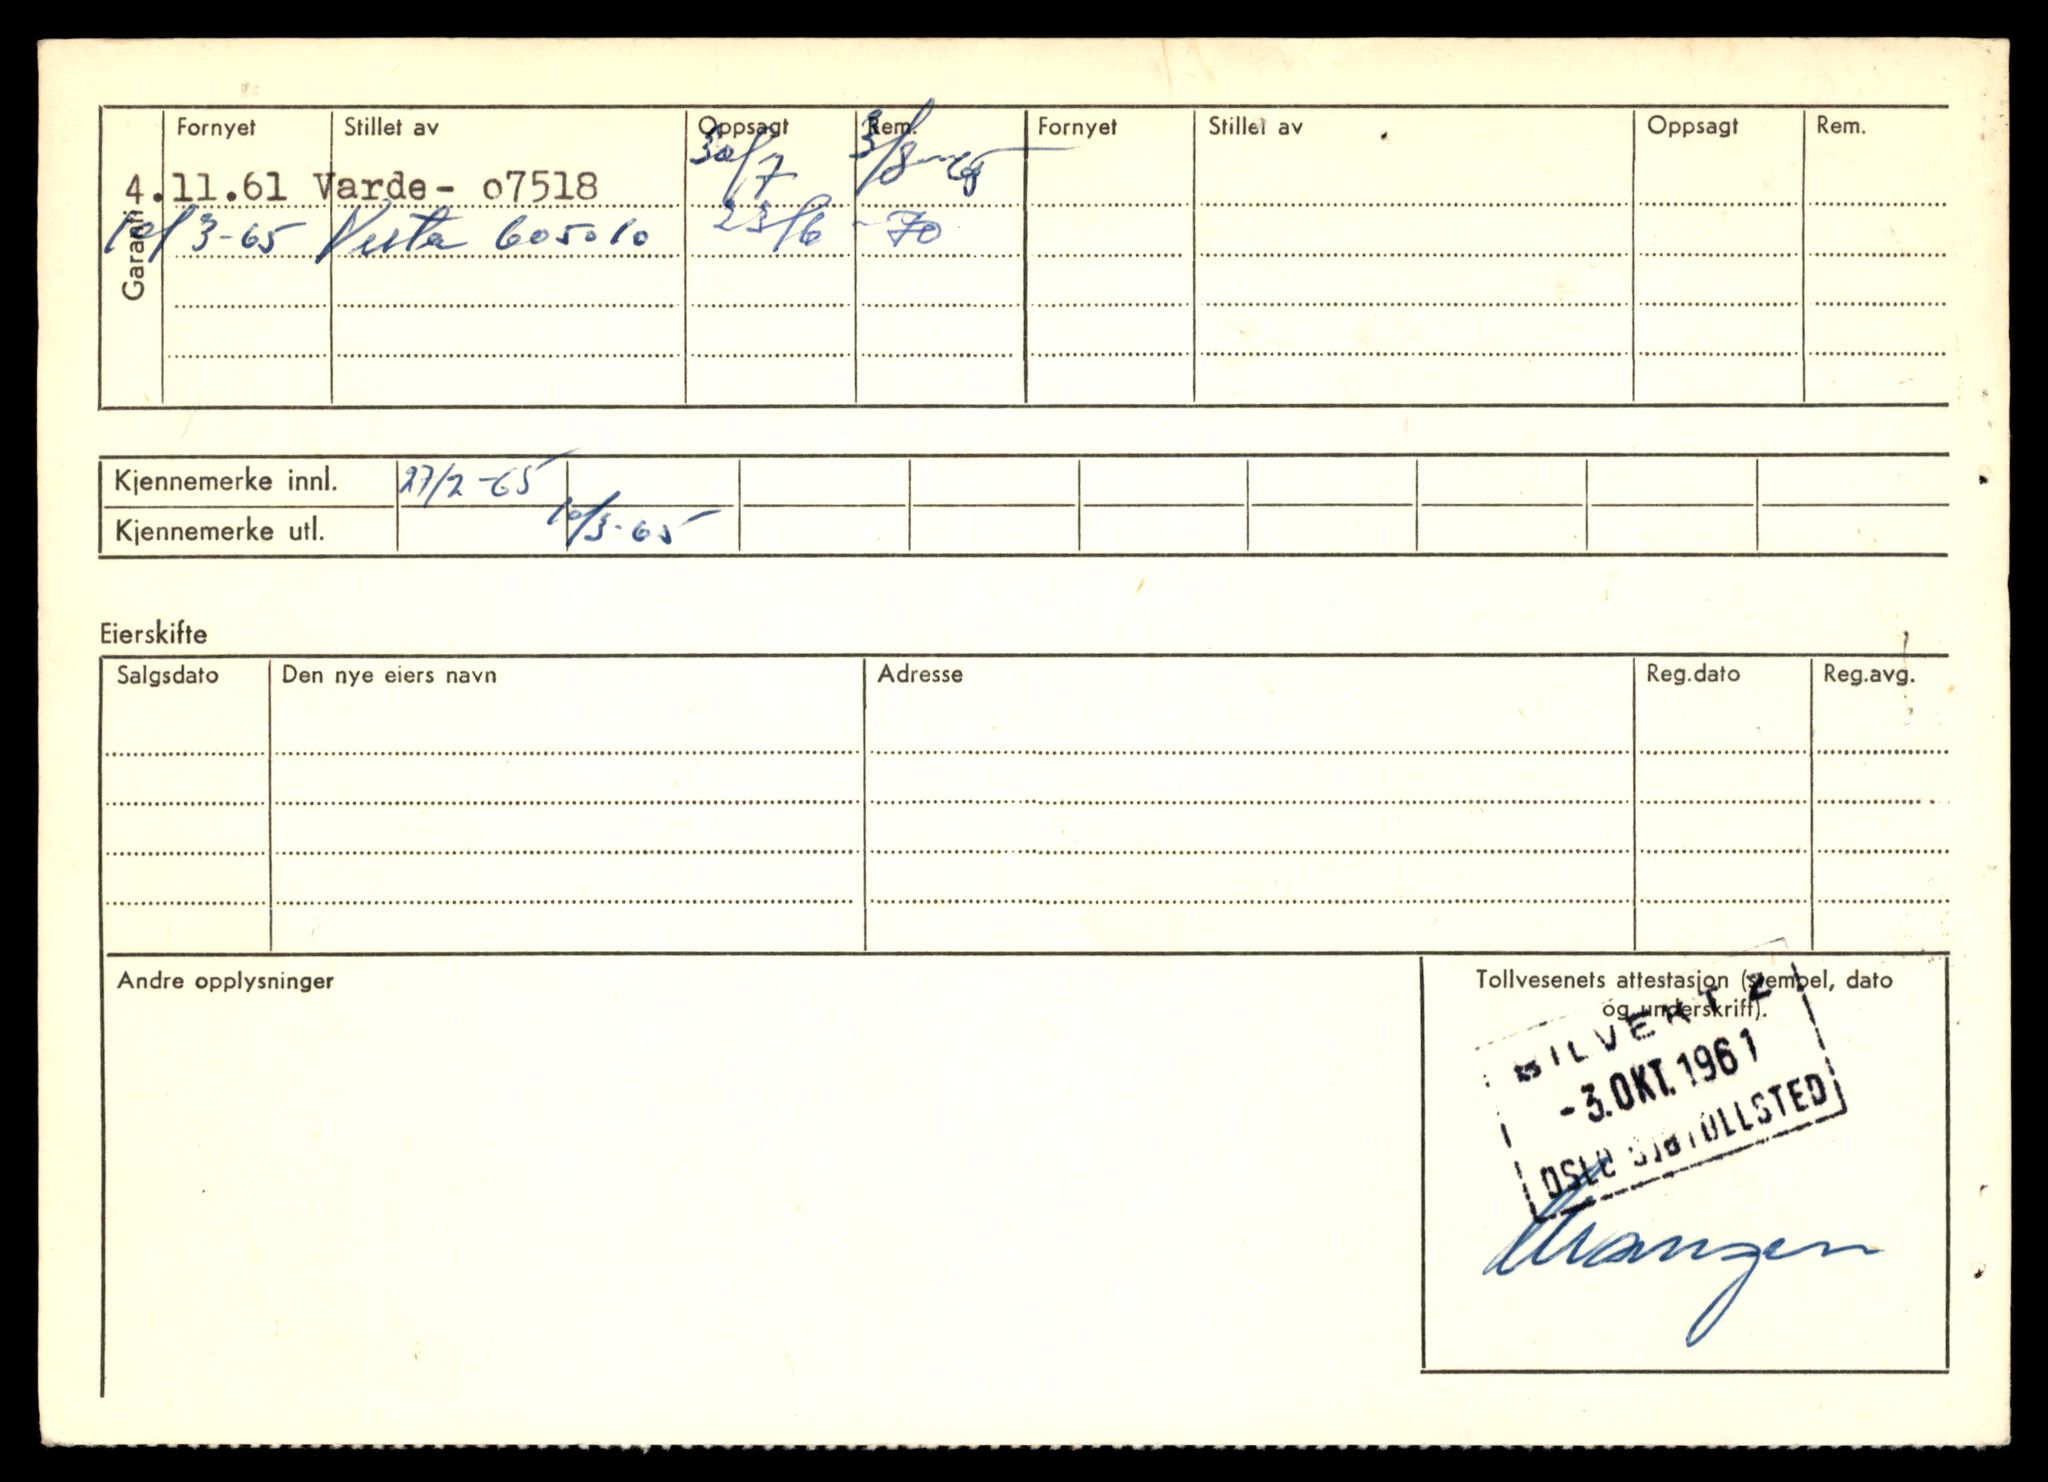 Garanti
Fornyet Stillet av Oppsagt Rem. Fornyet Stillet av Oppsagt Rem.
4.11.61 Varde- o7518 30/7 3/8-
10/3-65 Vesta 605010 23/6 -70
Kjennemerke innl. 27/2-65
Kjennemerke utl. 10/3-65
Eierskifte
Salgsdato Den nye eiers navn Adresse Reg.dato Reg.avg.
Andre opplysninger
Tollvesenets attestasjon (stempel, dato
og underskrift).
-3.OKT.1961
OSLO SJØTOLLSTED